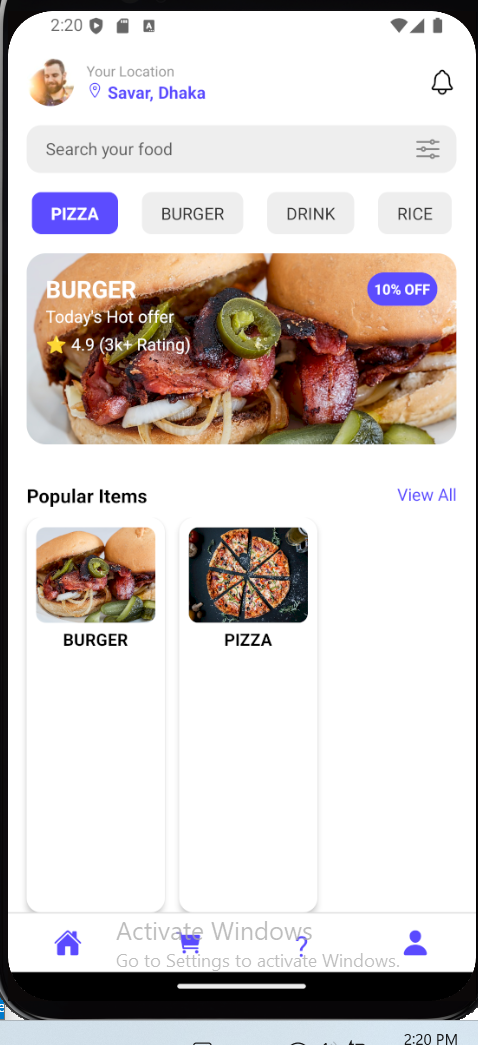 2:20
Your Location
Savar, Dhaka
Search your food
PIZZA
BURGER
DRINK
RICE
BURGER
10% OFF
Today's Hot offer
4.9 (3k+ Rating)
Popular Items
View All
BURGER
PIZZA
Activate Windows
?
Go to Settings to activate Windows.
2:20 PM